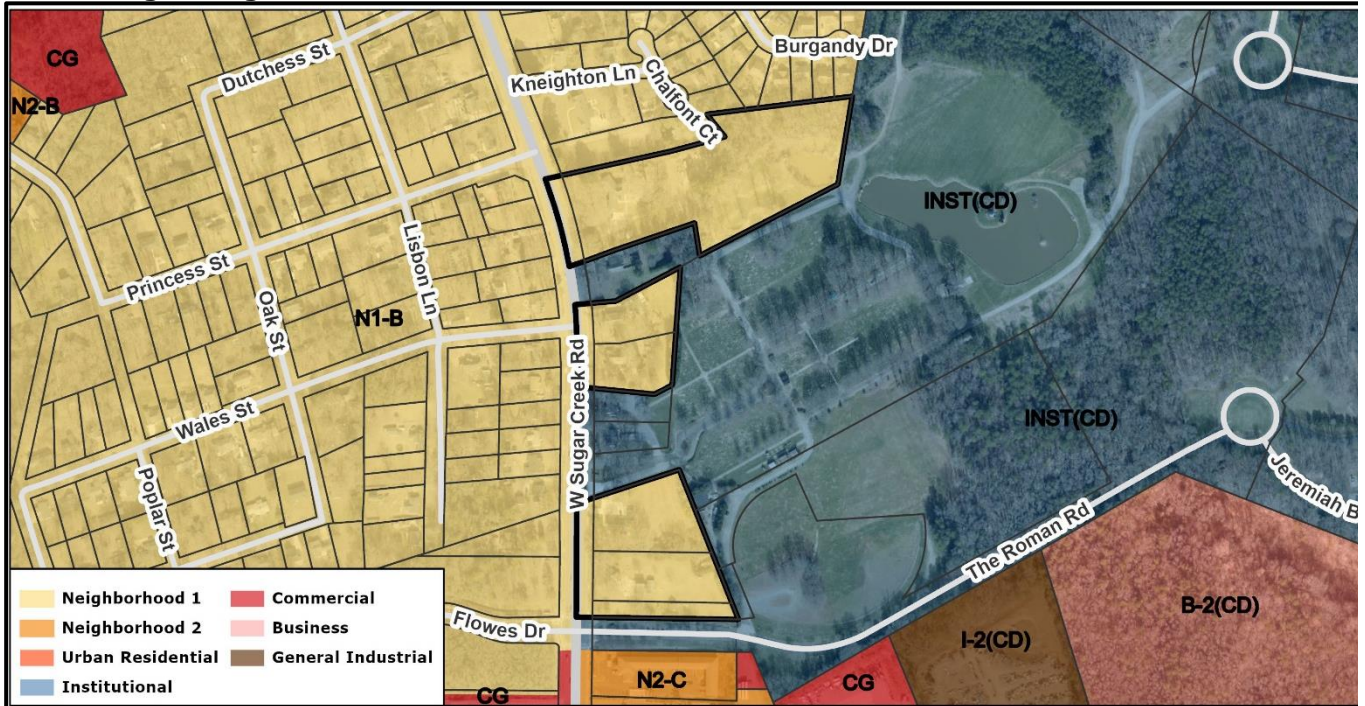 CG
N2-B
Dutchess St
Kneighton Ln
Burgandy Dr
Chalfont Ct
INST(CD)
Princess St
Oak St
Lisbon Ln
N1-B
W Sugar Creek Rd
Wales St
Poplar St
INST(CD)
Jeremiah B
The Roman Rd
B-2(CD)
I-2(CD)
Flowes Dr
N2-C
CG
CG
Neighborhood 1
Neighborhood 2
Urban Residential
Institutional
Commercial
Business
General Industrial